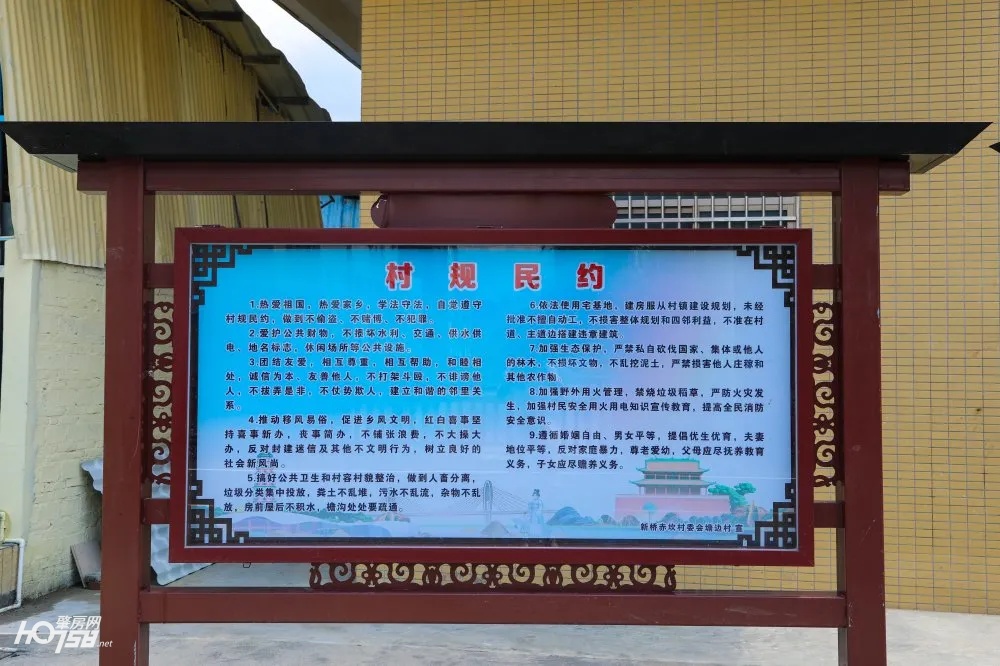 村规民约
1.热爱祖国，热爱家乡，学法守法，自觉遵守
村规民约，做到不偷盗、不赌博、不犯罪。
2.爱护公共财物，不损坏水利、交通、供水供
电、地名标志、休闲场所等公共设施。
3.团结友爱，相互尊重，相互帮助，和睦相
处，诚信为本、友善他人，不打架斗殴，不诽谤他
人，不拨弄是非，不仗势欺人，建立和谐的邻里关
系。
4.推动移风易俗，促进乡风文明，红白喜事坚
持喜事新办，丧事简办，不铺张浪费，不大操大
办，反对封建迷信及其他不文明行为，树立良好的
社会新风尚。
5.搞好公共卫生和村容村貌整治，做到人畜分离，
垃圾分类集中投放，粪土不乱堆，污水不乱流，杂物不乱
放，房前屋后不积水，檐沟处处要疏通。
6.依法使用宅基地，建房服从村镇建设规划，未经
批准不擅自动工，不损害整体规划和四邻利益，不准在村
道、主道边搭建违章建筑。
7.加强生态保护，严禁私自砍伐国家、集体或他人
的林木，不损坏文物，不乱挖泥土，严禁损害他人庄稼和
其他农作物。
8.加强野外用火管理，禁烧垃圾稻草，严防火灾发
生，加强村民安全用火用电知识宣传教育，提高全民消防
安全意识。
9.遵循婚姻自由、男女平等，提倡优生优育，夫妻
地位平等，反对家庭暴力，尊老爱幼，父母应尽抚养教育
义务，子女应尽赡养义务。
新桥赤坎村委会塘边村 宣
肇房网
HO758.net